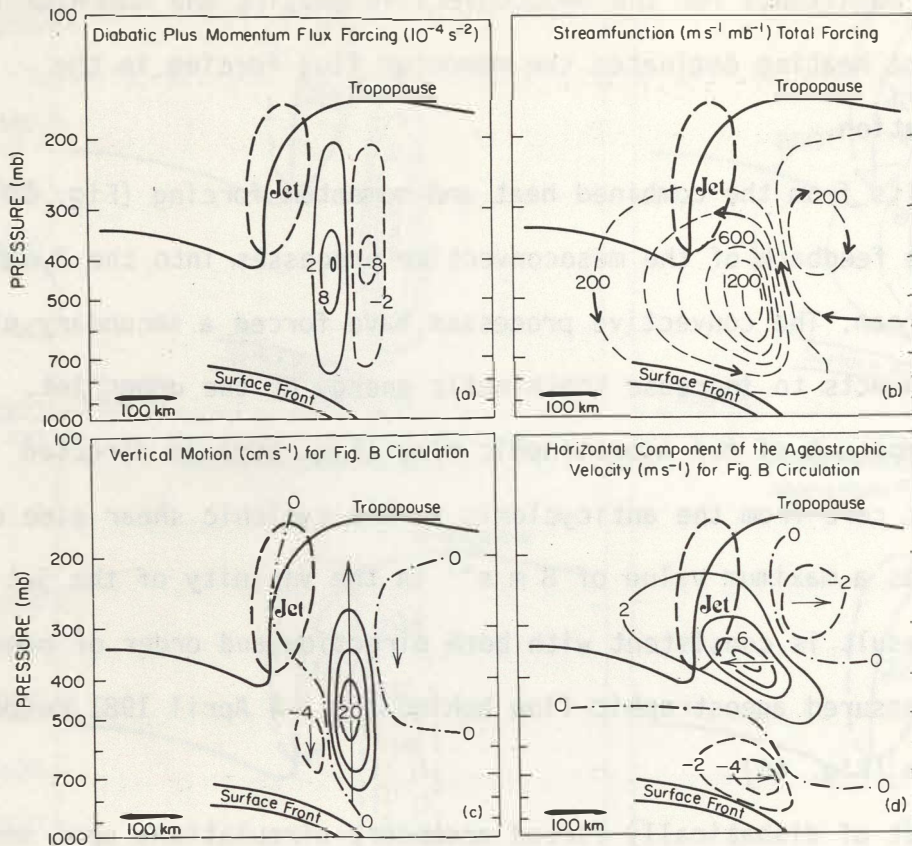 Diabatic Plus Momentum Flux Forcing (10⁻⁴ s⁻²)
100
200
300
400
500
700
1000
PRESSURE (mb)
Tropopause
Jet
2
8
-8
-2
Surface Front
100 km
(a)
Streamfunction (m s⁻¹ mb⁻¹) Total Forcing
Tropopause
Jet
200
600
1200
200
Surface Front
100 km
(b)
Vertical Motion (cm s⁻¹) for Fig. B Circulation
100
200
300
400
500
700
1000
PRESSURE (mb)
0
Tropopause
Jet
0
-4
20
0
0
Surface Front
100 km
(c)
Horizontal Component of the Ageostrophic
Velocity (m s⁻¹) for Fig. B Circulation
Tropopause
0
2
Jet
-2
6
0
0
-2
-4
0
Surface Front
100 km
(d)